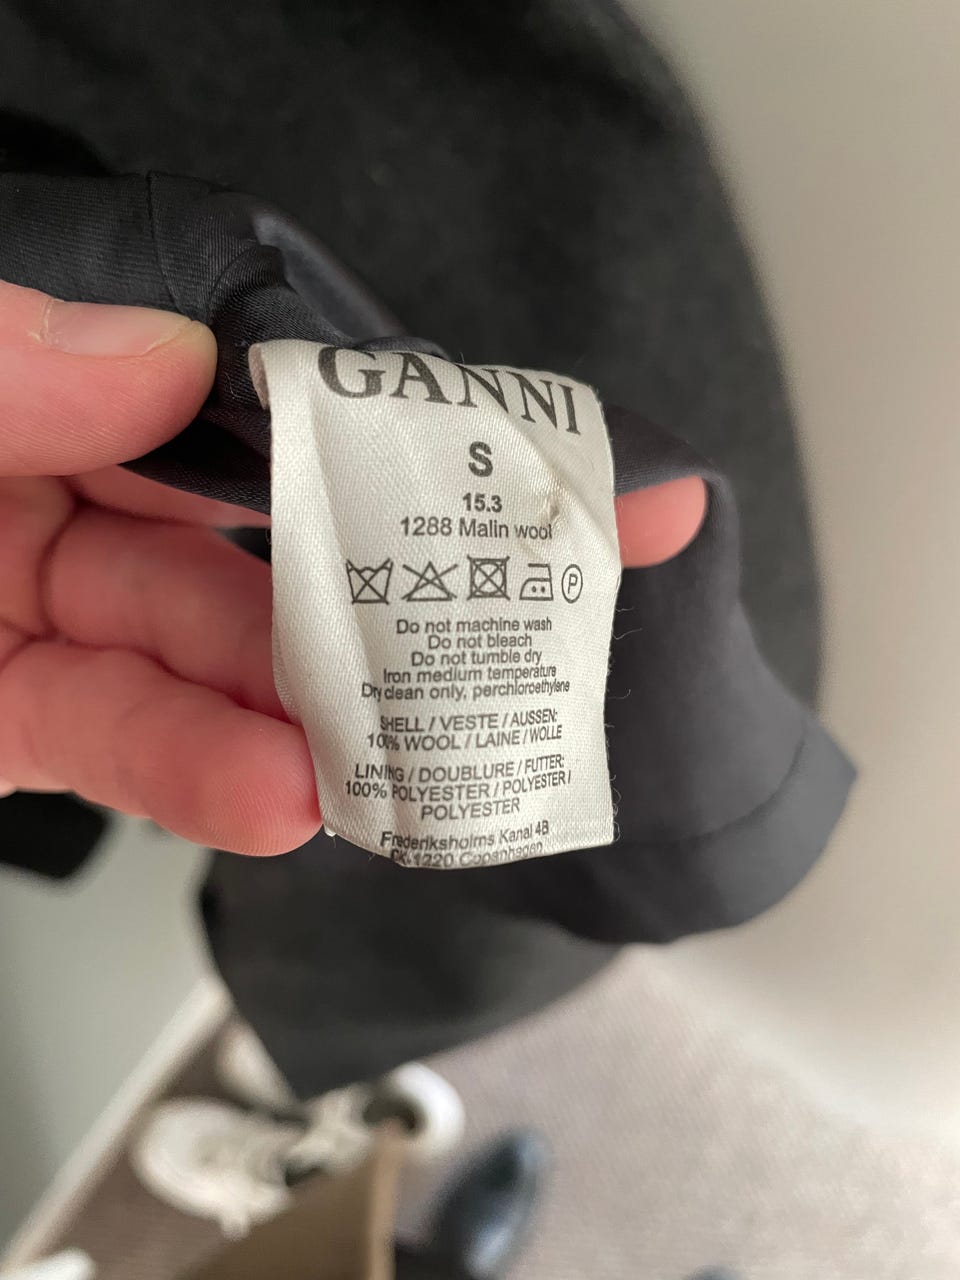 GANNI
S
15.3
1288 Malin wool
P
Do not machine wash
Do not bleach
Do not tumble dry
Iron medium temperature
Dry clean only, perchloroethylene
SHELL / VESTE / AUSSEN:
100% WOOL / LAINE / WOLLE
LINING / DOUBLURE / FUTTER:
100% POLYESTER / POLYESTER /
POLYESTER
Frederiksholms Kanal 4B
DK-1220 Copenhagen